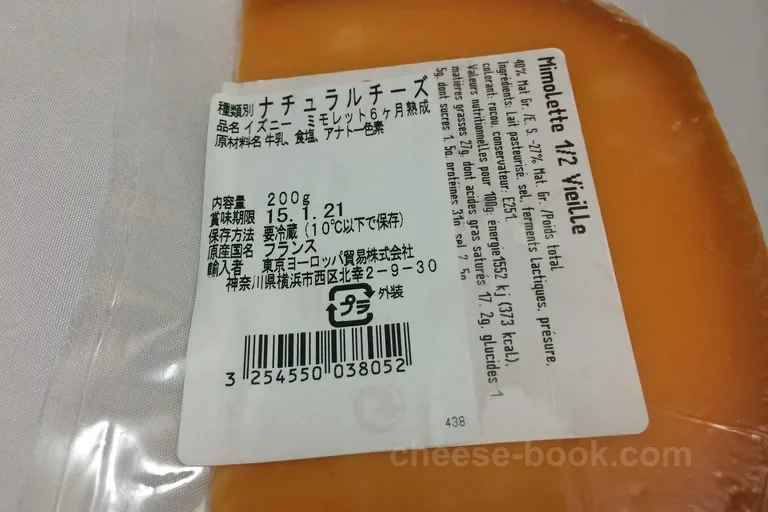 種類別 ナチュラルチーズ
品名 イズニー ミモレット6ヶ月熟成
原材料名 牛乳、食塩、アナトー色素
内容量 200g
賞味期限 15.1.21
保存方法 要冷蔵(10℃以下で保存)
原産国名 フランス
輸入者 東京ヨーロッパ貿易株式会社
神奈川県横浜市西区北幸2-9-30
プラ 外装
3 254550 038052
438
Mimolette 1/2 Vieille
40% Mat Gr. /E. S. -27% Mat. Gr. /Poids total
Ingrédients: Lait pasteurisé, sel, ferments lactiques, présure,
colorant: rocou, conservateur: E251.
Valeurs nutritionnelles pour 100g: énergie1552 kj (373 kcal),
matières grasses 27g, dont acides gras saturés 17. 2g, glucides 1.
5g, dont sucres 1. 5g, protéines 31g, sel
cheese-book.com